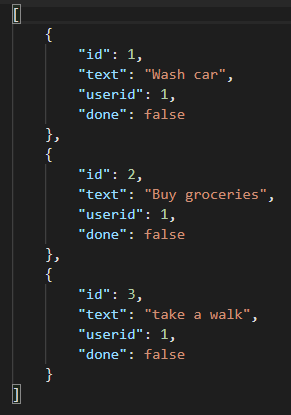 [
    {
        "id": 1,
        "text": "Wash car",
        "userid": 1,
        "done": false
    },
    {
        "id": 2,
        "text": "Buy groceries",
        "userid": 1,
        "done": false
    },
    {
        "id": 3,
        "text": "take a walk",
        "userid": 1,
        "done": false
    }
]